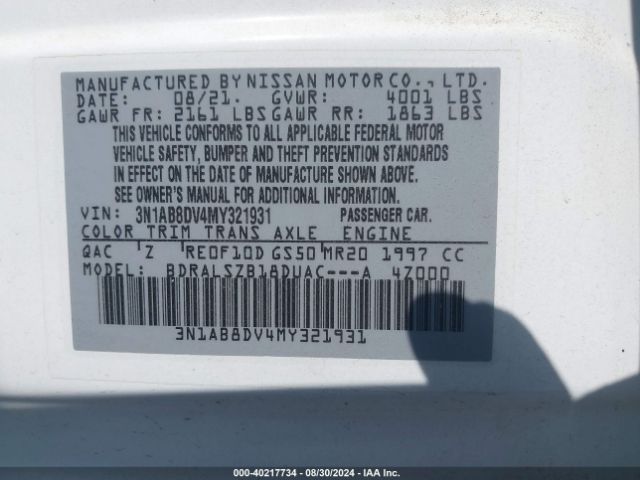 MANUFACTURED BY NISSAN MOTOR CO., LTD.
DATE: 08/21. GVWR: 4001 LBS
GAWR FR: 2161 LBS GAWR RR: 1863 LBS
THIS VEHICLE CONFORMS TO ALL APPLICABLE FEDERAL MOTOR
VEHICLE SAFETY, BUMPER AND THEFT PREVENTION STANDARDS
IN EFFECT ON THE DATE OF MANUFACTURE SHOWN ABOVE.
SEE OWNER'S MANUAL FOR ADDITIONAL INFORMATION.
VIN: 3N1AB8DV4MY321931 PASSENGER CAR.
COLOR TRIM TRANS AXLE ENGINE
QAC Z RE0F10D GS50 MR20 1997 CC
MODEL: BDRALSZB18DUAC---A 4Z000
3N1AB8DV4MY321931
000-40217734 - 08/30/2024 - IAA Inc.